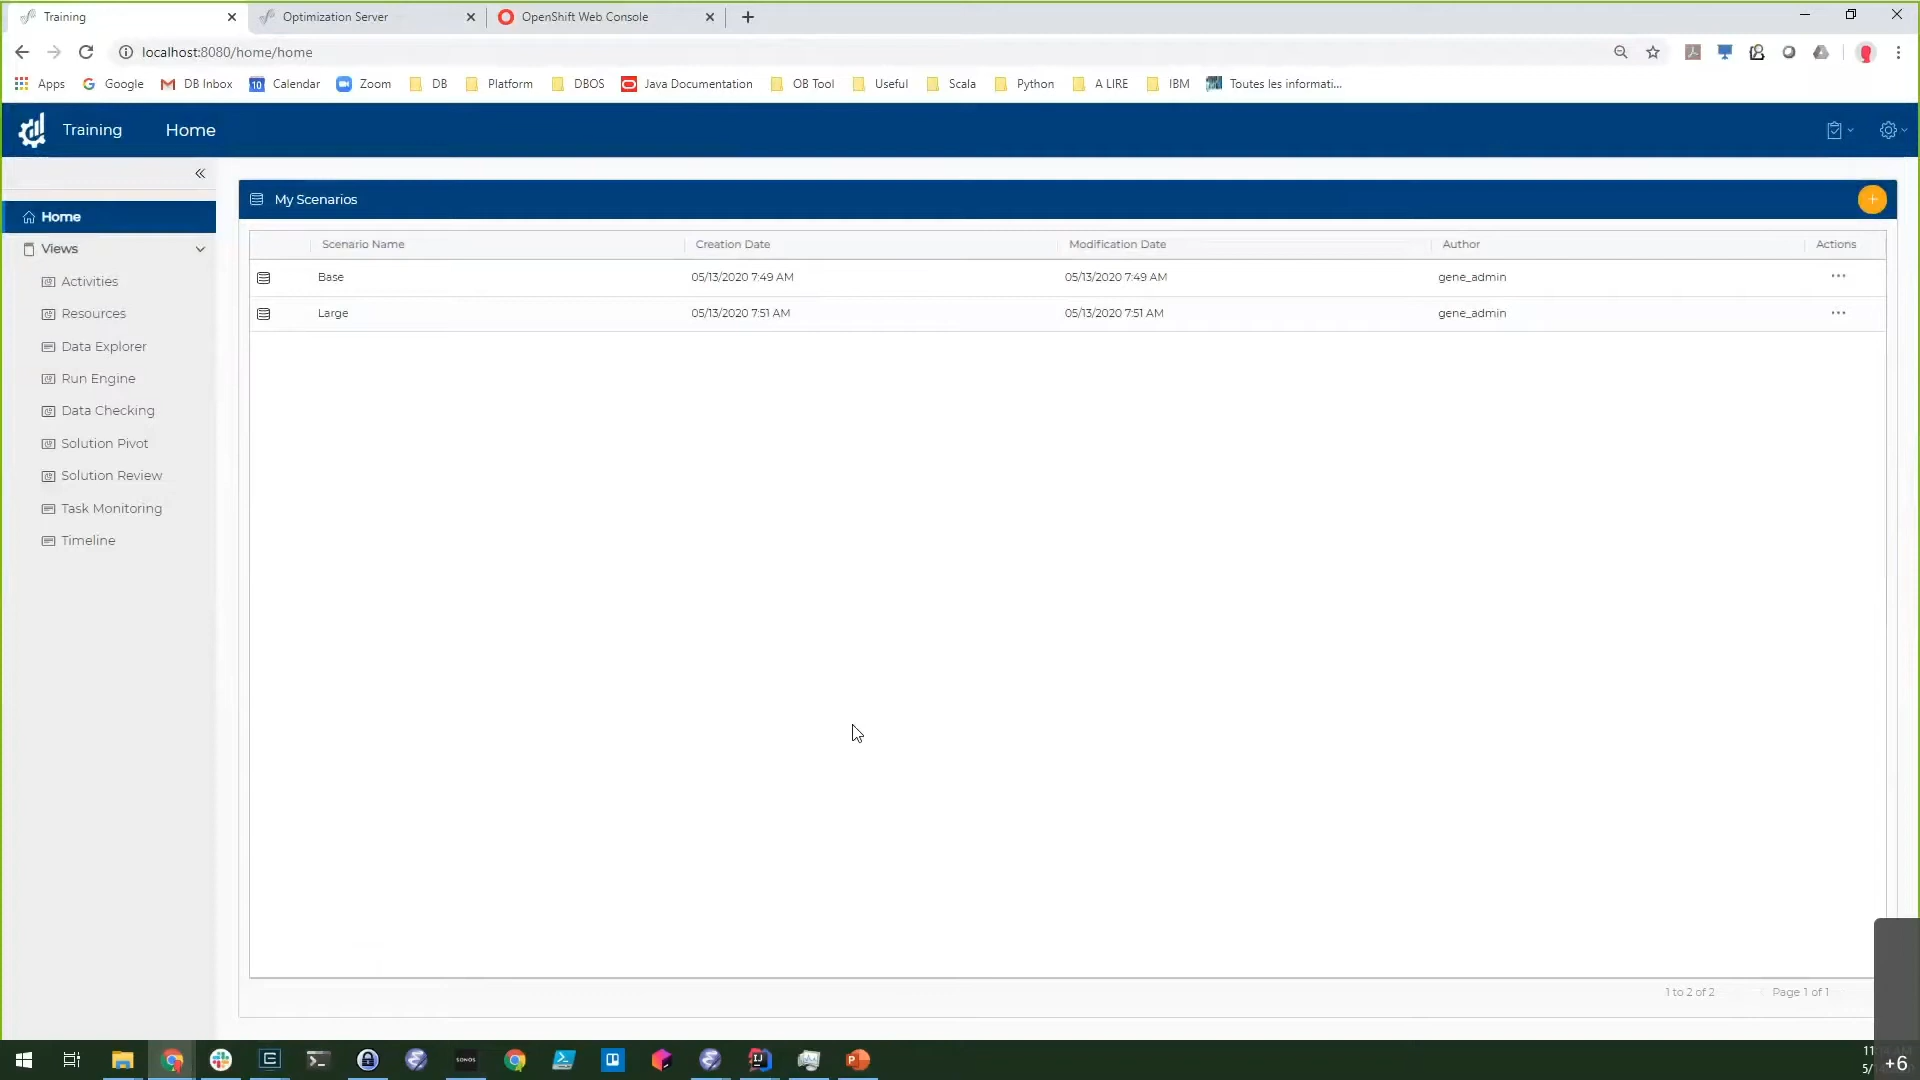 Training
Optimization Server
OpenShift Web Console
localhost:8080/home/home
Apps
Google
DB Inbox
Calendar
Zoom
DB
Platform
DBOS
Java Documentation
OB Tool
Useful
Scala
Python
A LIRE
IBM
Toutes les informati...
Training
Home
Home
Views
Activities
Resources
Data Explorer
Run Engine
Data Checking
Solution Pivot
Solution Review
Task Monitoring
Timeline
My Scenarios
Scenario Name Creation Date Modification Date Author Actions
Base 05/13/2020 7:49 AM 05/13/2020 7:49 AM gene_admin ...
Large 05/13/2020 7:51 AM 05/13/2020 7:51 AM gene_admin ...
1 to 2 of 2 Page 1 of 1
SONOS
+6